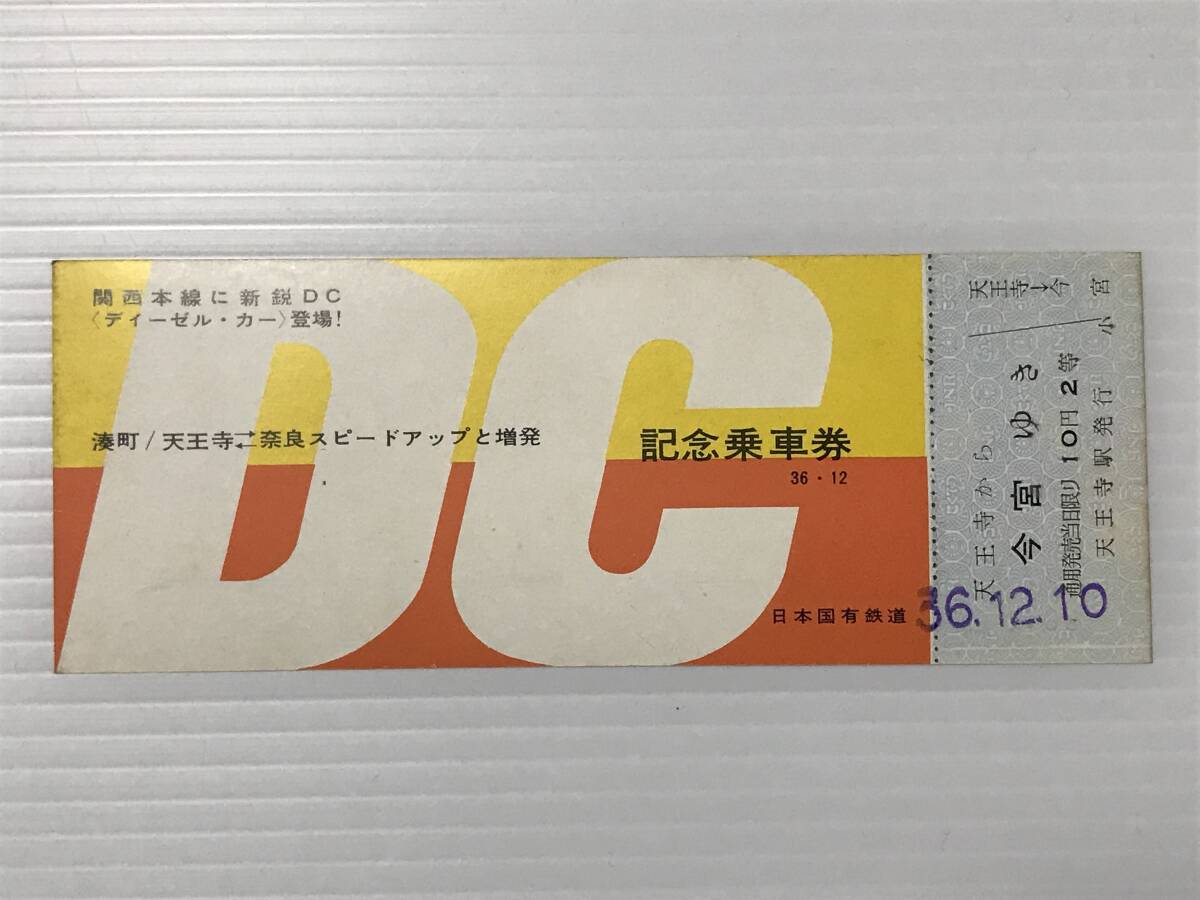 DC
関西本線に新鋭DC
〈ディーゼル・カー〉登場!
湊町/天王寺⇄奈良スピードアップと増発
記念乗車券
36・12
日本国有鉄道
天王寺から
今宮ゆき
通用発売当日限り 10円 2等
天王寺駅発行
天王寺→今宮
小
36.12.10